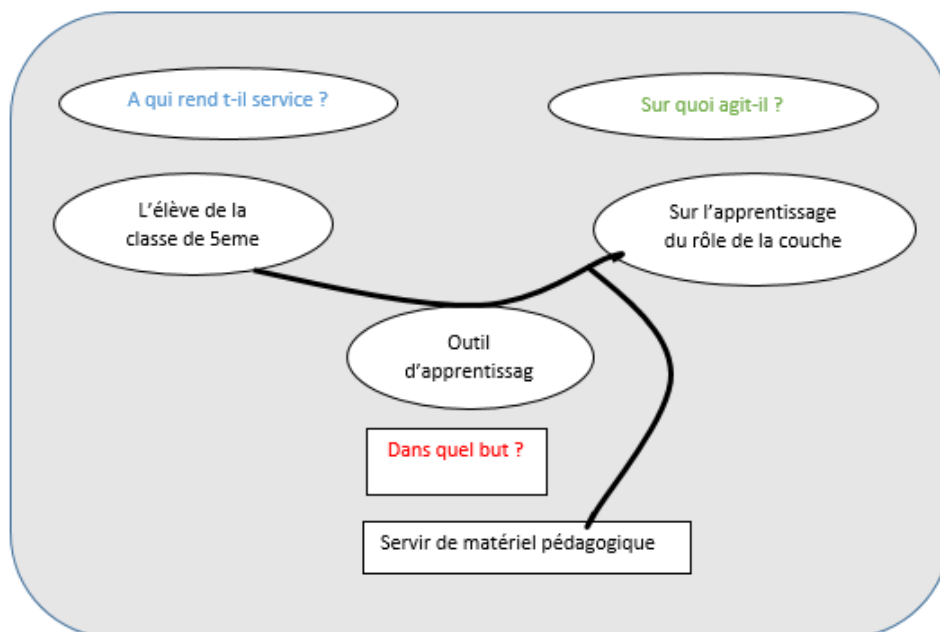 A qui rend t-il service ?
Sur quoi agit-il ?
L'élève de la
classe de 5eme
Sur l'apprentissage
du rôle de la couche
Outil
d'apprentissag
Dans quel but ?
Servir de matériel pédagogique